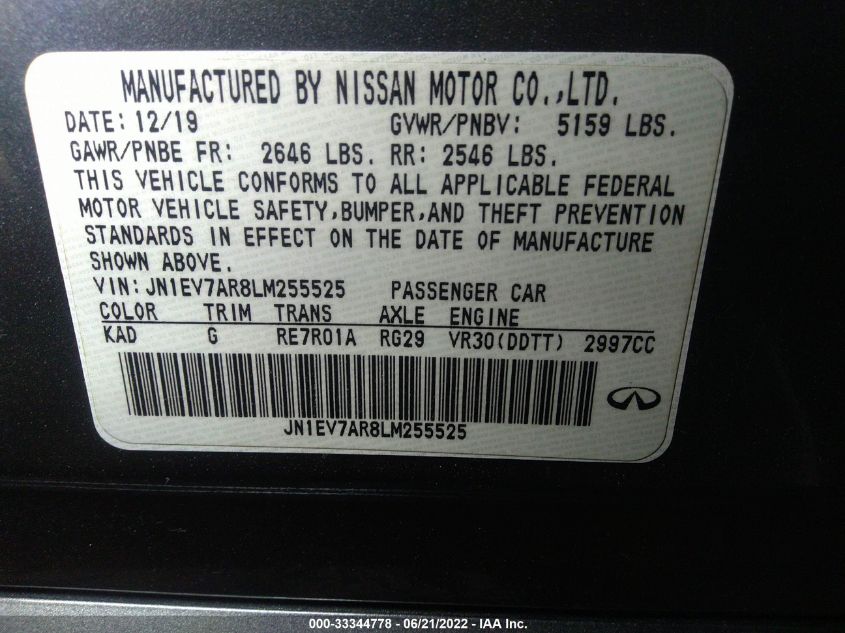 MANUFACTURED BY NISSAN MOTOR CO.,LTD.
DATE: 12/19 GVWR/PNBV: 5159 LBS.
GAWR/PNBE FR: 2646 LBS. RR: 2546 LBS.
THIS VEHICLE CONFORMS TO ALL APPLICABLE FEDERAL
MOTOR VEHICLE SAFETY,BUMPER,AND THEFT PREVENTION
STANDARDS IN EFFECT ON THE DATE OF MANUFACTURE
SHOWN ABOVE.
VIN: JN1EV7AR8LM255525 PASSENGER CAR
COLOR TRIM TRANS AXLE ENGINE
KAD G RE7R01A RG29 VR30(DDTT) 2997CC
JN1EV7AR8LM255525
000-33344778 - 06/21/2022 - IAA Inc.